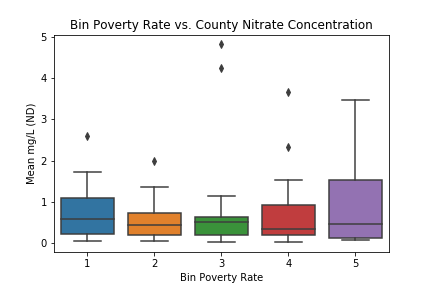 Bin Poverty Rate vs. County Nitrate Concentration
Mean mg/L (ND)
5
4
3
2
1
0
1 2 3 4 5
Bin Poverty Rate